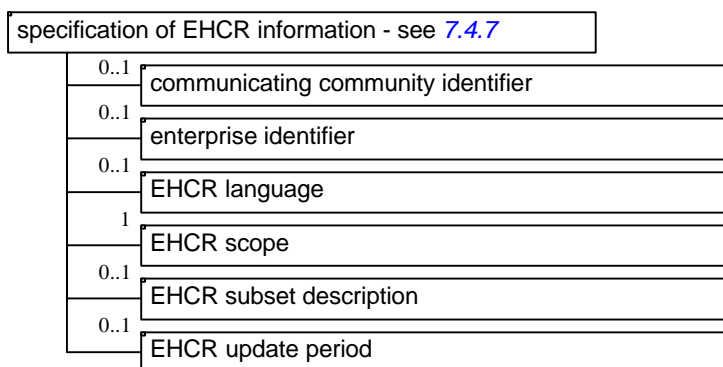 specification of EHCR information - see 7.4.7
0..1
communicating community identifier
0..1
enterprise identifier
0..1
EHCR language
1
EHCR scope
0..1
EHCR subset description
0..1
EHCR update period